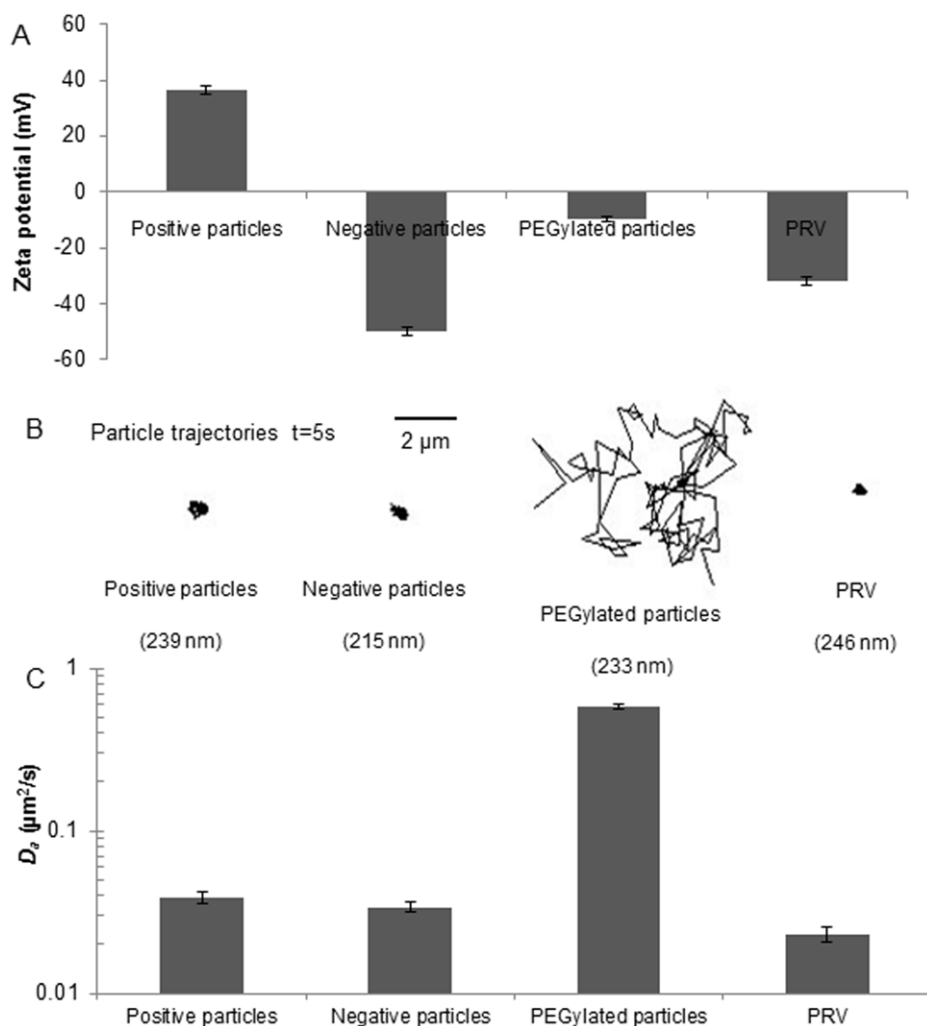 A
Zeta potential (mV)
60
40
20
0
-20
-40
-60
Positive particles
Negative particles
PEGylated particles
PRV
B
Particle trajectories t=5s
2 µm
Positive particles
(239 nm)
Negative particles
(215 nm)
PEGylated particles
(233 nm)
PRV
(246 nm)
C
Da (µm²/s)
1
0.1
0.01
Positive particles
Negative particles
PEGylated particles
PRV